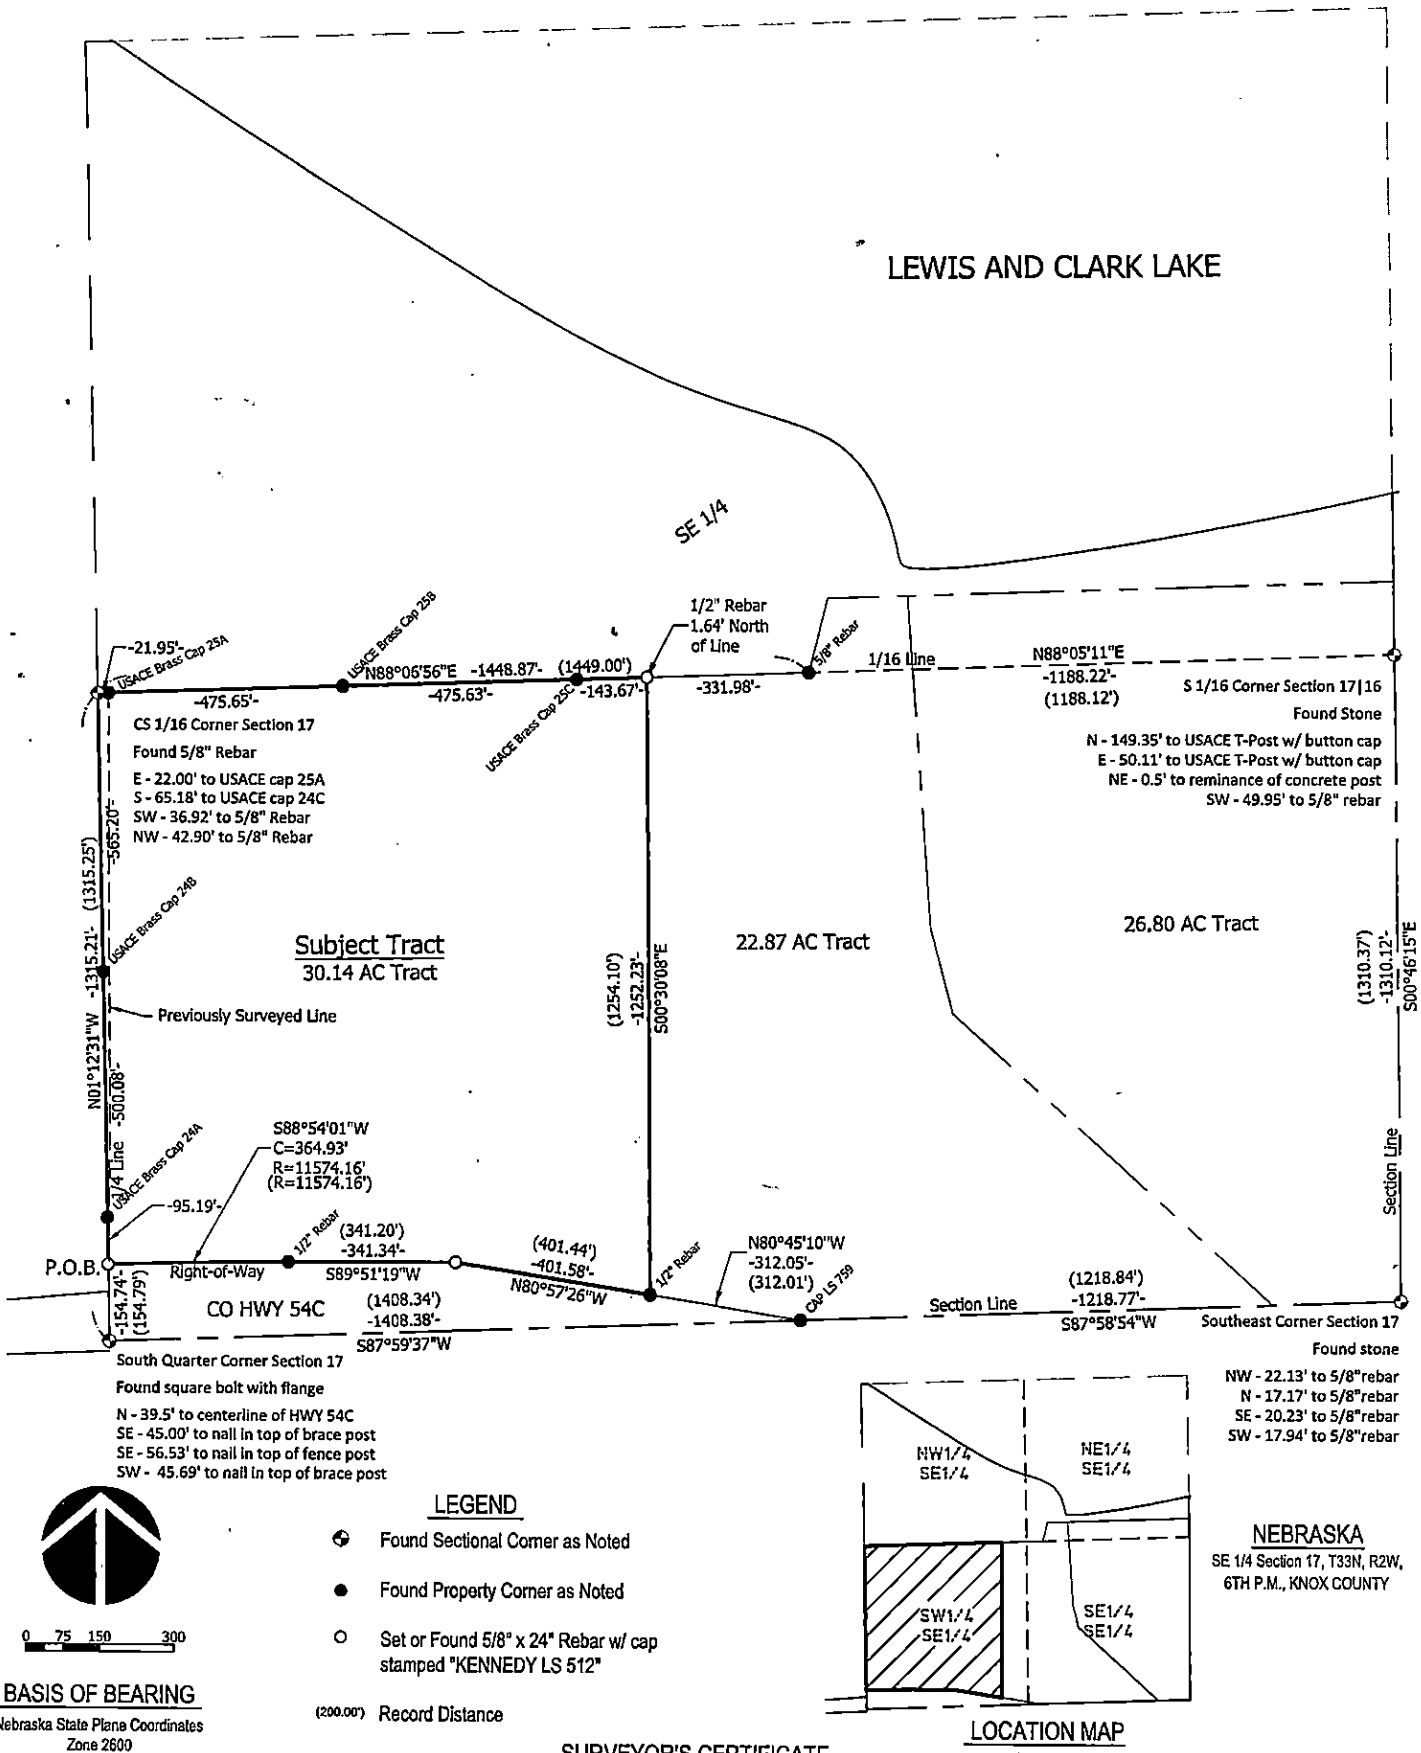 LEWIS AND CLARK LAKE
SE 1/4
1/2" Rebar
1.64' North
of Line
5/8" Rebar
1/16 Line
N88°05'11"E
-1188.22'-
(1188.12')
S 1/16 Corner Section 17|16
Found Stone
N - 149.35' to USACE T-Post w/ button cap
E - 50.11' to USACE T-Post w/ button cap
NE - 0.5' to reminance of concrete post
SW - 49.95' to 5/8" rebar
-21.95'-
USACE Brass Cap 25A
USACE Brass Cap 25B
N88°06'56"E -1448.87'- (1449.00')
-475.65'-
-475.63'-
USACE Brass Cap 25C
-143.67'-
-331.98'-
CS 1/16 Corner Section 17
Found 5/8" Rebar
E - 22.00' to USACE cap 25A
S - 65.18' to USACE cap 24C
SW - 36.92' to 5/8" Rebar
NW - 42.90' to 5/8" Rebar
N01°12'31"W -1315.21'- (1315.25')
-565.20'-
USACE Brass Cap 24B
Previously Surveyed Line
-500.08'-
1/4 Line
USACE Brass Cap 24A
-95.19'-
Subject Tract
30.14 AC Tract
22.87 AC Tract
26.80 AC Tract
(1254.10')
-1252.23'-
S00°30'08"E
(1310.37')
-1310.12'-
S00°46'15"E
Section Line
S88°54'01"W
C=364.93'
R=11574.16'
(R=11574.16')
1/2" Rebar
(341.20')
-341.34'-
S89°51'19"W
(401.44')
-401.58'-
N80°57'26"W
1/2" Rebar
N80°45'10"W
-312.05'-
(312.01')
CAP LS 759
P.O.B.
Right-of-Way
CO HWY 54C
-154.74'-
(154.79')
(1408.34')
-1408.38'-
S87°59'37"W
Section Line
(1218.84')
-1218.77'-
S87°58'54"W
Southeast Corner Section 17
Found stone
NW - 22.13' to 5/8"rebar
N - 17.17' to 5/8"rebar
SE - 20.23' to 5/8"rebar
SW - 17.94' to 5/8"rebar
South Quarter Corner Section 17
Found square bolt with flange
N - 39.5' to centerline of HWY 54C
SE - 45.00' to nail in top of brace post
SE - 56.53' to nail in top of fence post
SW - 45.69' to nail in top of brace post
LEGEND
Found Sectional Corner as Noted
Found Property Corner as Noted
Set or Found 5/8" x 24" Rebar w/ cap
stamped "KENNEDY LS 512"
(200.00') Record Distance
0 75 150 300
BASIS OF BEARING
Nebraska State Plane Coordinates
Zone 2600
NW1/4
SE1/4
NE1/4
SE1/4
SW1/4
SE1/4
SE1/4
SE1/4
LOCATION MAP
NEBRASKA
SE 1/4 Section 17, T33N, R2W,
6TH P.M., KNOX COUNTY
SURVEYOR'S CERTIFICATE